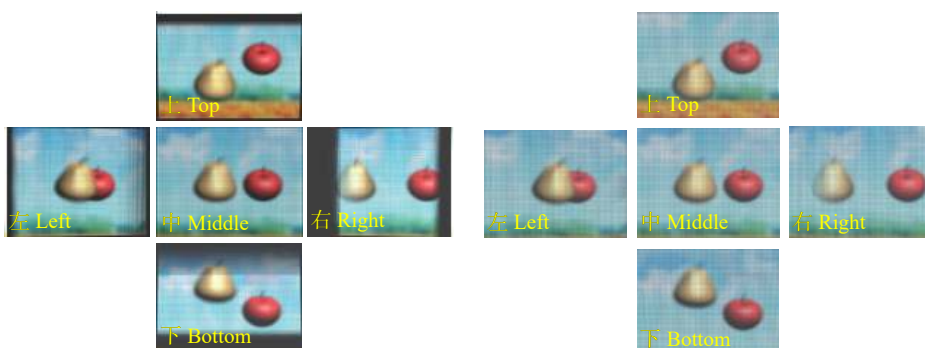 上 Top
上 Top
左 Left
中 Middle
右 Right
左 Left
中 Middle
右 Right
下 Bottom
下 Bottom